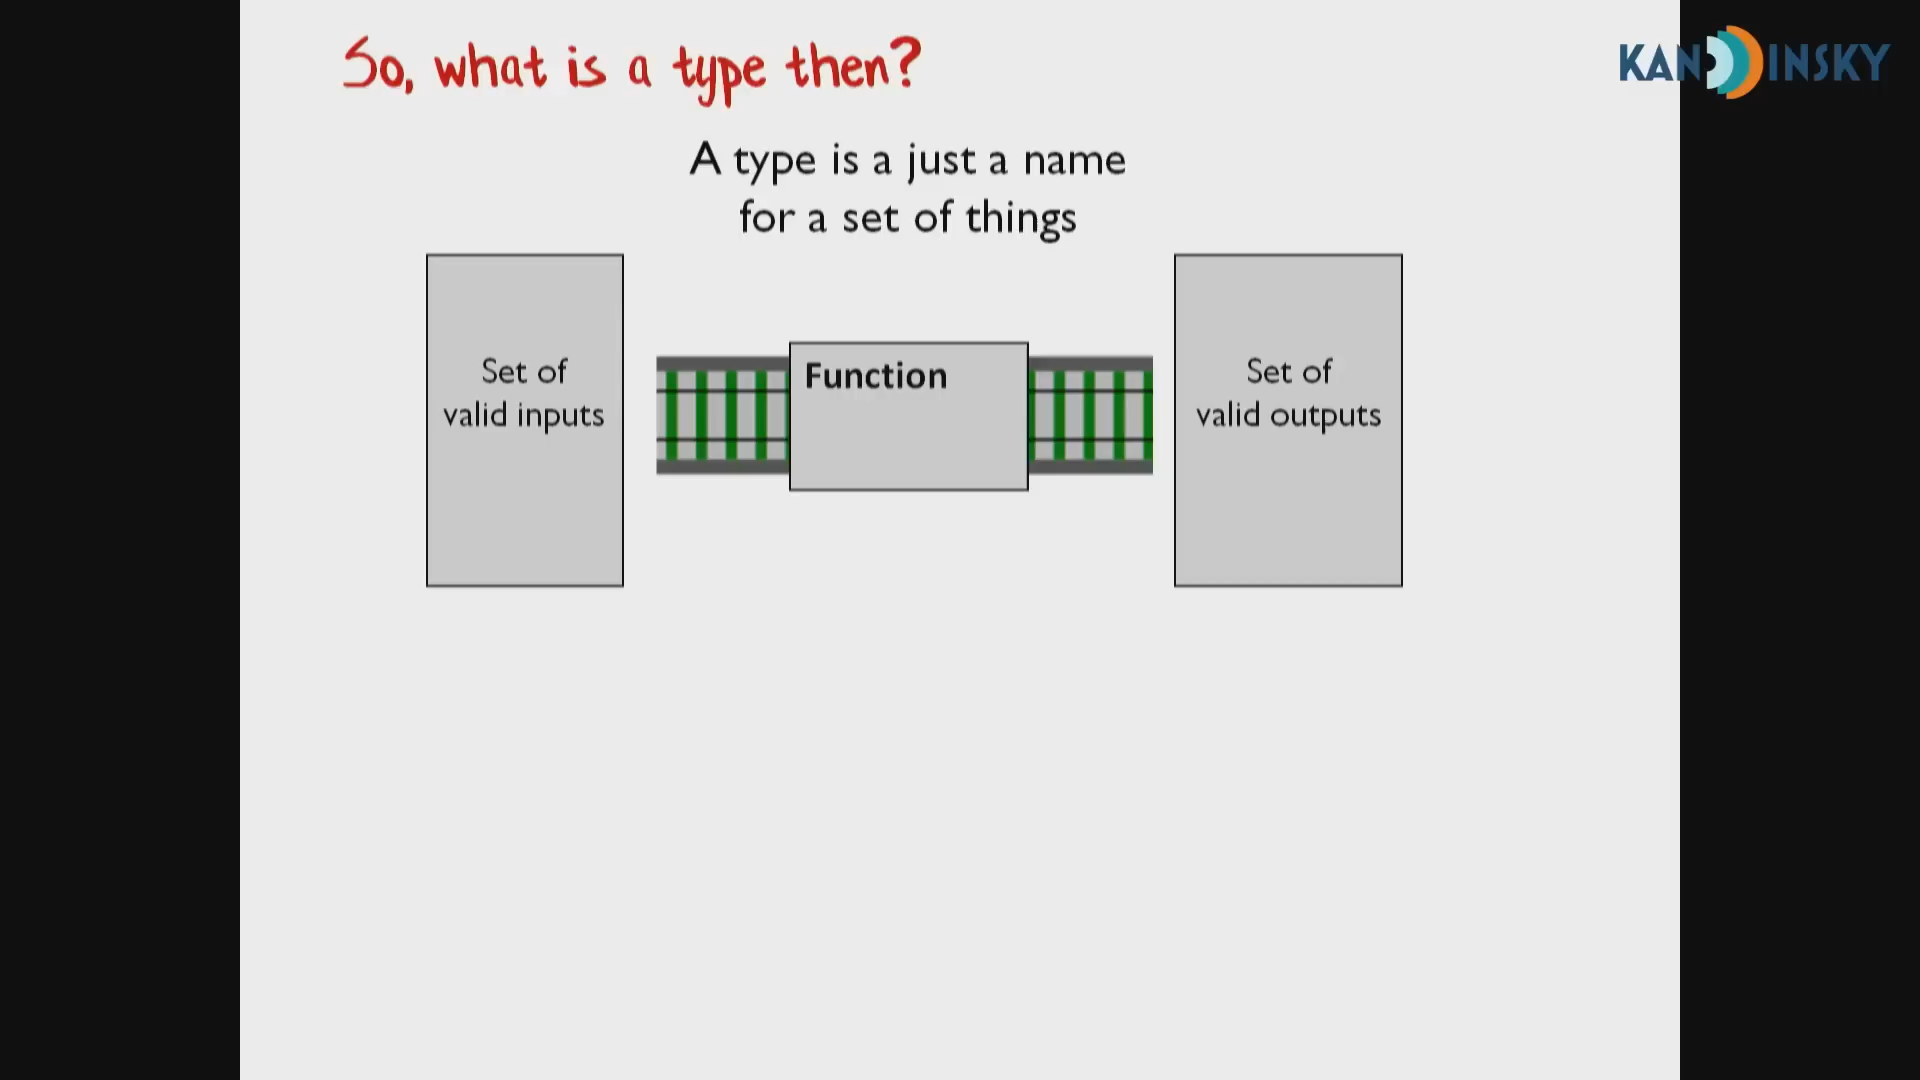 So, what is a type then?
KANDINSKY
A type is a just a name
for a set of things
Set of
valid inputs
Function
Set of
valid outputs